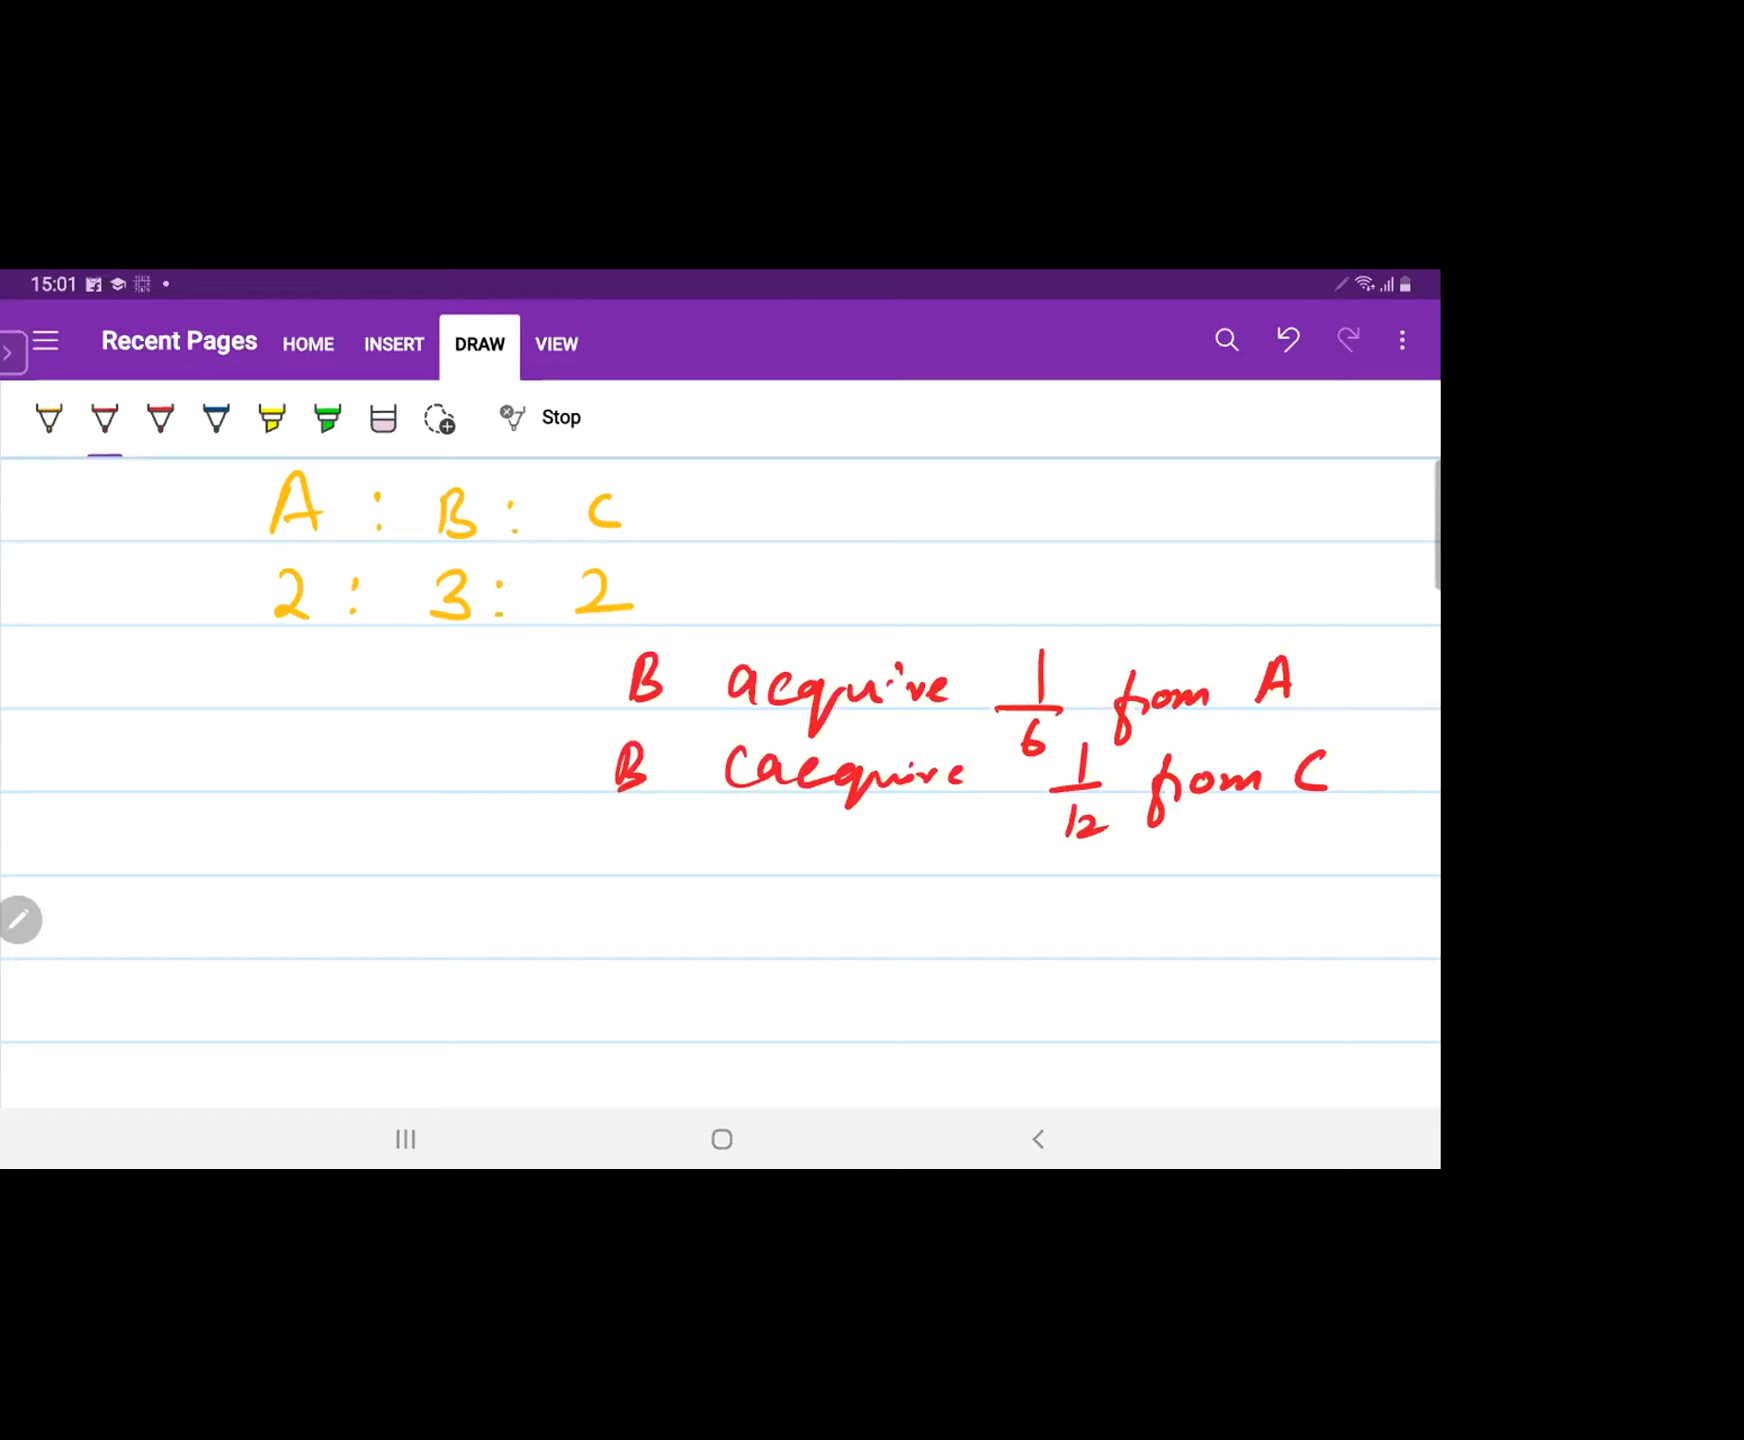 15:01
Recent Pages HOME INSERT DRAW VIEW
Stop
A : B : C
2 : 3 : 2
B acquire 1/6 from A
B cacquire 1/12 from C